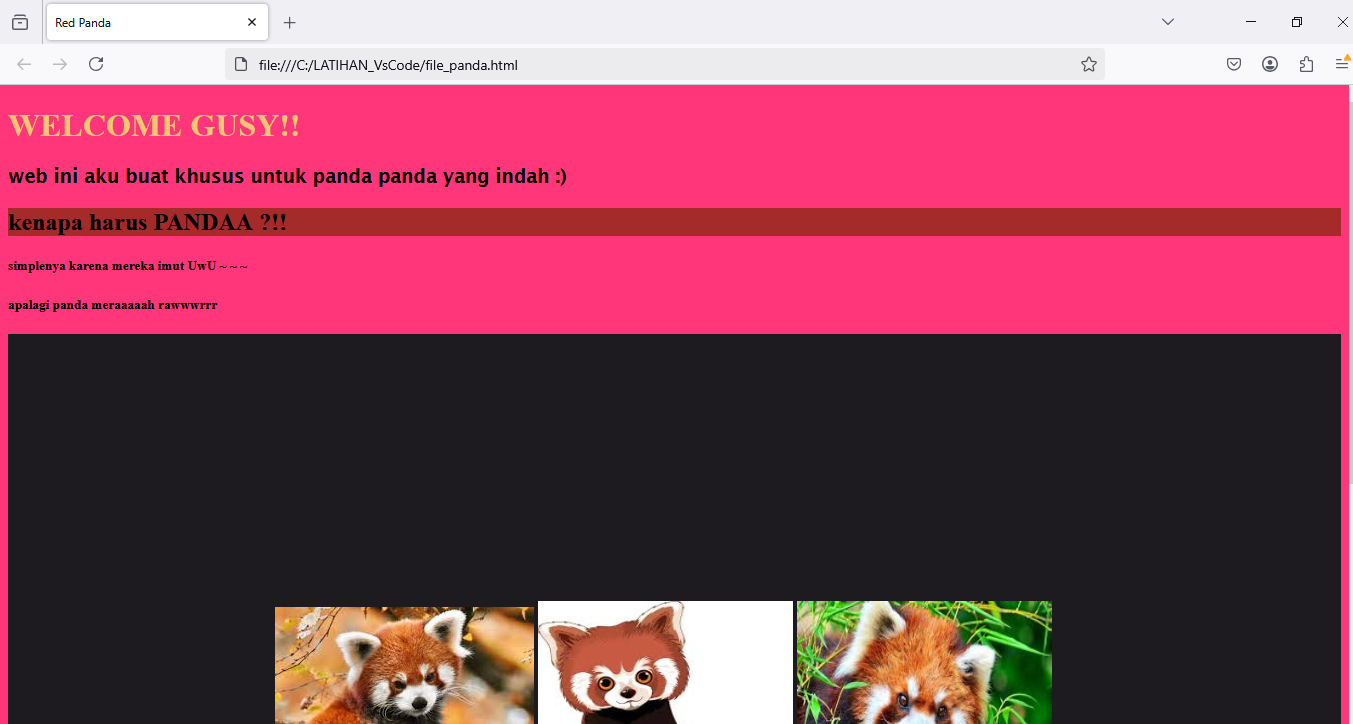 Red Panda
file:///C:/LATIHAN_VsCode/file_panda.html
WELCOME GUSY!!
web ini aku buat khusus untuk panda panda yang indah :)
kenapa harus PANDAA ?!!
simplenya karena mereka imut UwU ~ ~ ~
apalagi panda meraaaaah rawwwrrr